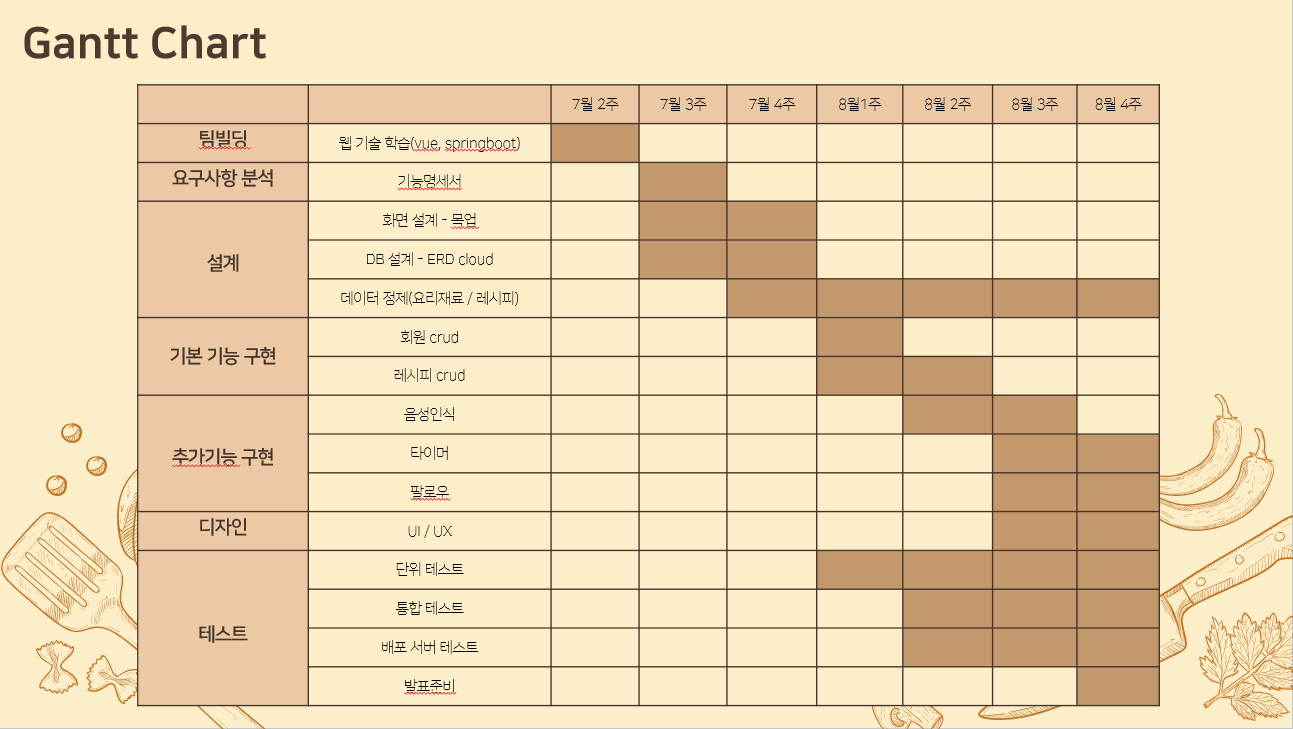 Gantt Chart
7월 2주 7월 3주 7월 4주 8월1주 8월 2주 8월 3주 8월 4주
팀빌딩 웹 기술 학습(vue, springboot)
요구사항 분석 기능명세서
설계 화면 설계 - 목업
DB 설계 - ERD cloud
데이터 정제(요리재료 / 레시피)
기본 기능 구현 회원 crud
레시피 crud
추가기능 구현 음성인식
타이머
팔로우
디자인 UI / UX
테스트 단위 테스트
통합 테스트
배포 서버 테스트
발표준비